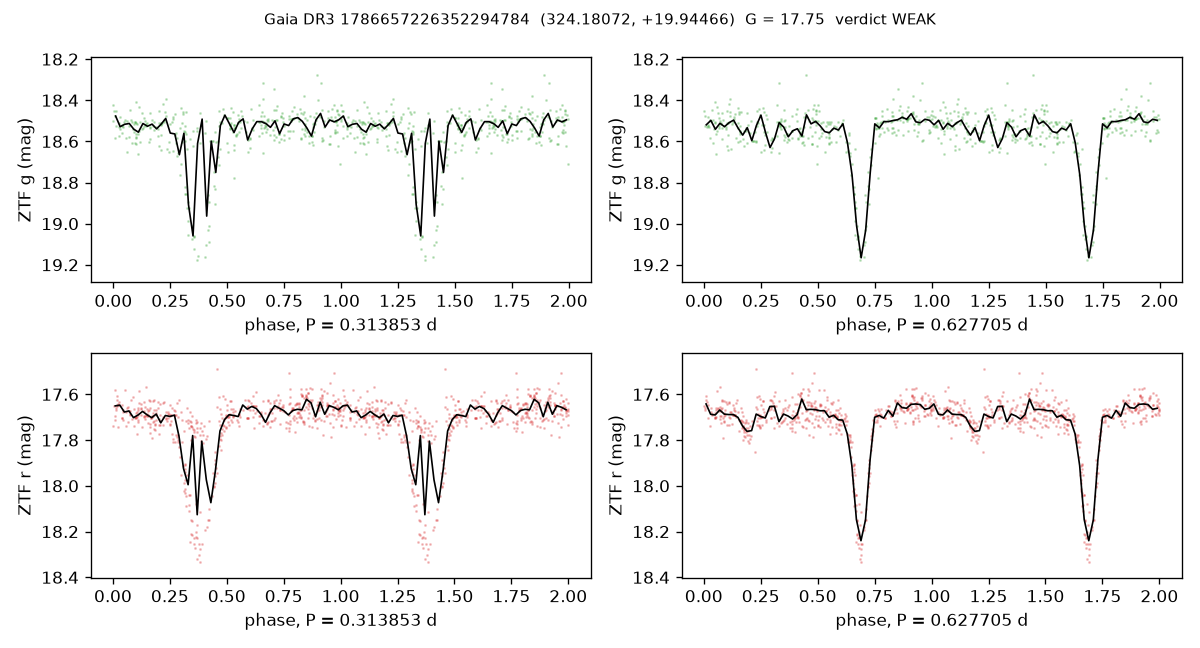 Gaia DR3 1786657226352294784 (324.18072, +19.94466) G = 17.75 verdict WEAK
18.2
18.4
18.6
18.8
19.0
19.2
ZTF g (mag)
0.00 0.25 0.50 0.75 1.00 1.25 1.50 1.75 2.00
phase, P = 0.313853 d
18.2
18.4
18.6
18.8
19.0
19.2
ZTF g (mag)
0.00 0.25 0.50 0.75 1.00 1.25 1.50 1.75 2.00
phase, P = 0.627705 d
17.6
17.8
18.0
18.2
18.4
ZTF r (mag)
0.00 0.25 0.50 0.75 1.00 1.25 1.50 1.75 2.00
phase, P = 0.313853 d
17.6
17.8
18.0
18.2
18.4
ZTF r (mag)
0.00 0.25 0.50 0.75 1.00 1.25 1.50 1.75 2.00
phase, P = 0.627705 d